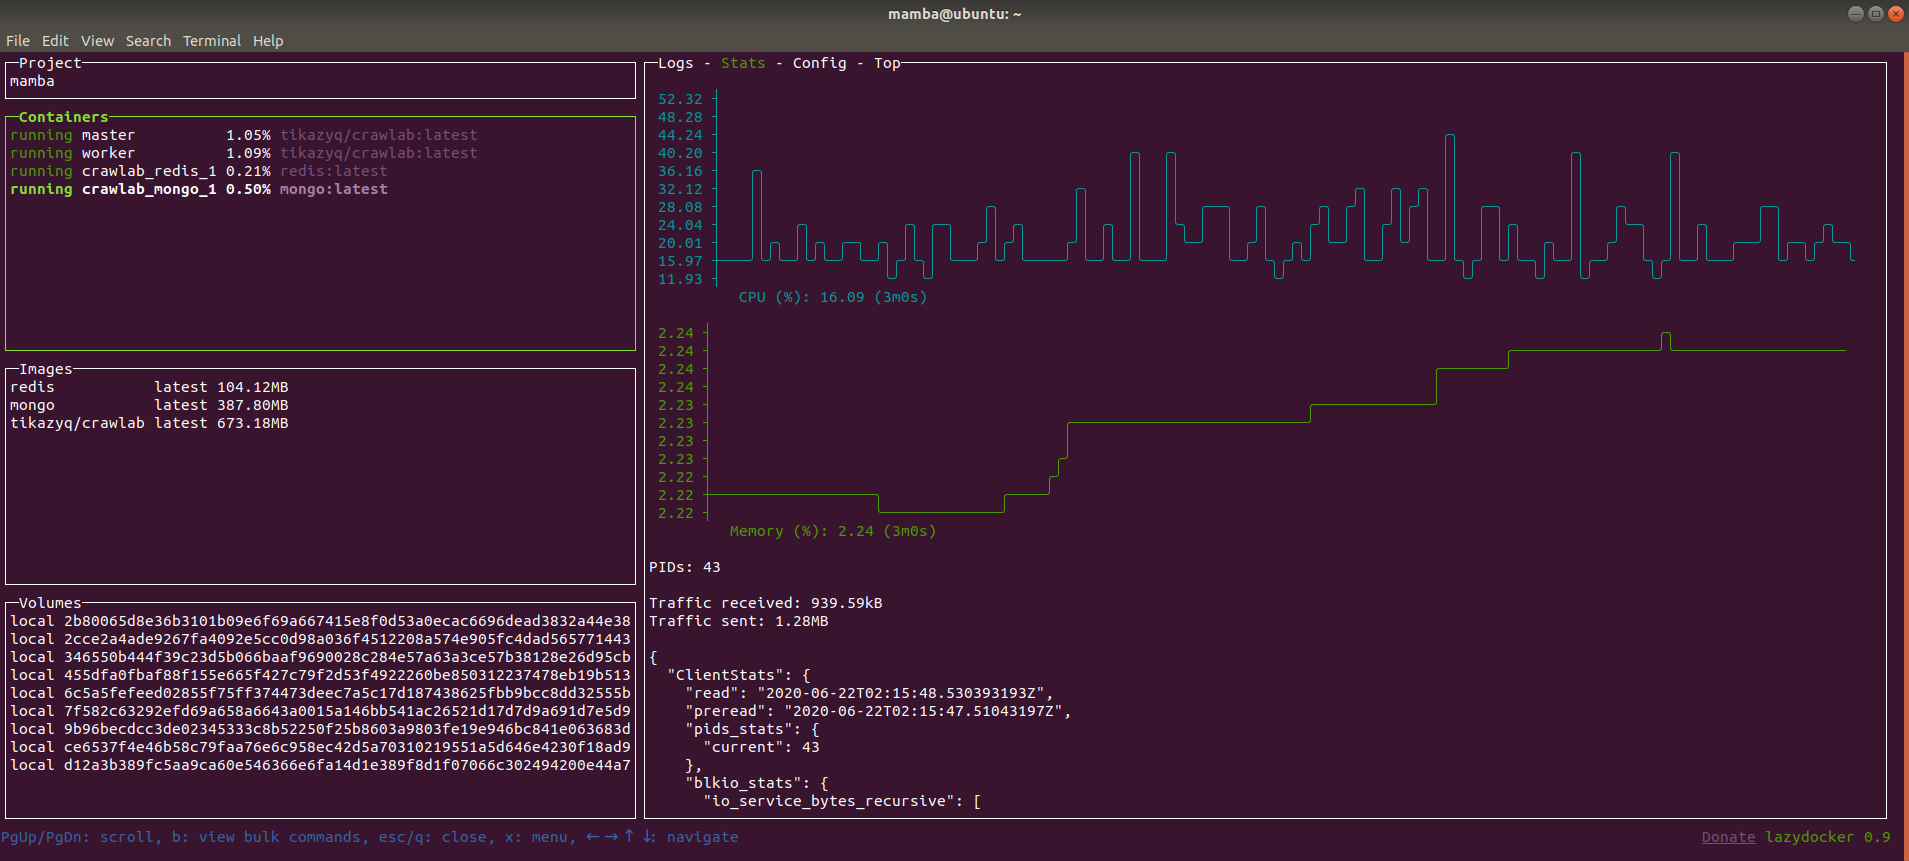 mamba@ubuntu: ~
File Edit View Search Terminal Help
Project
mamba
Containers
running master 1.05% tikazyq/crawlab:latest
running worker 1.09% tikazyq/crawlab:latest
running crawlab_redis_1 0.21% redis:latest
running crawlab_mongo_1 0.50% mongo:latest
Images
redis latest 104.12MB
mongo latest 387.80MB
tikazyq/crawlab latest 673.18MB
Volumes
local 2b80065d8e36b3101b09e6f69a667415e8f0d53a0ecac6696dead3832a44e38
local 2cce2a4ade9267fa4092e5cc0d98a036f4512208a574e905fc4dad565771443
local 346550b444f39c23d5b066baaf9690028c284e57a63a3ce57b38128e26d95cb
local 455dfa0fbaf88f155e665f427c79f2d53f4922260be850312237478eb19b513
local 6c5a5fefeed02855f75ff374473deec7a5c17d187438625fbb9bcc8dd32555b
local 7f582c63292efd69a658a6643a0015a146bb541ac26521d17d7d9a691d7e5d9
local 9b96becdcc3de02345333c8b52250f25b8603a9803fe19e946bc841e063683d
local ce6537f4e46b58c79faa76e6c958ec42d5a70310219551a5d646e4230f18ad9
local d12a3b389fc5aa9ca60e546366e6fa14d1e389f8d1f07066c302494200e44a7
Logs - Stats - Config - Top
52.32
48.28
44.24
40.20
36.16
32.12
28.08
24.04
20.01
15.97
11.93
CPU (%): 16.09 (3m0s)
2.24
2.24
2.24
2.24
2.23
2.23
2.23
2.23
2.22
2.22
2.22
Memory (%): 2.24 (3m0s)
PIDs: 43
Traffic received: 939.59kB
Traffic sent: 1.28MB
{
"ClientStats": {
"read": "2020-06-22T02:15:48.530393193Z",
"preread": "2020-06-22T02:15:47.51043197Z",
"pids_stats": {
"current": 43
},
"blkio_stats": {
"io_service_bytes_recursive": [
PgUp/PgDn: scroll, b: view bulk commands, esc/q: close, x: menu, ← → ↑ ↓: navigate
Donate lazydocker 0.9